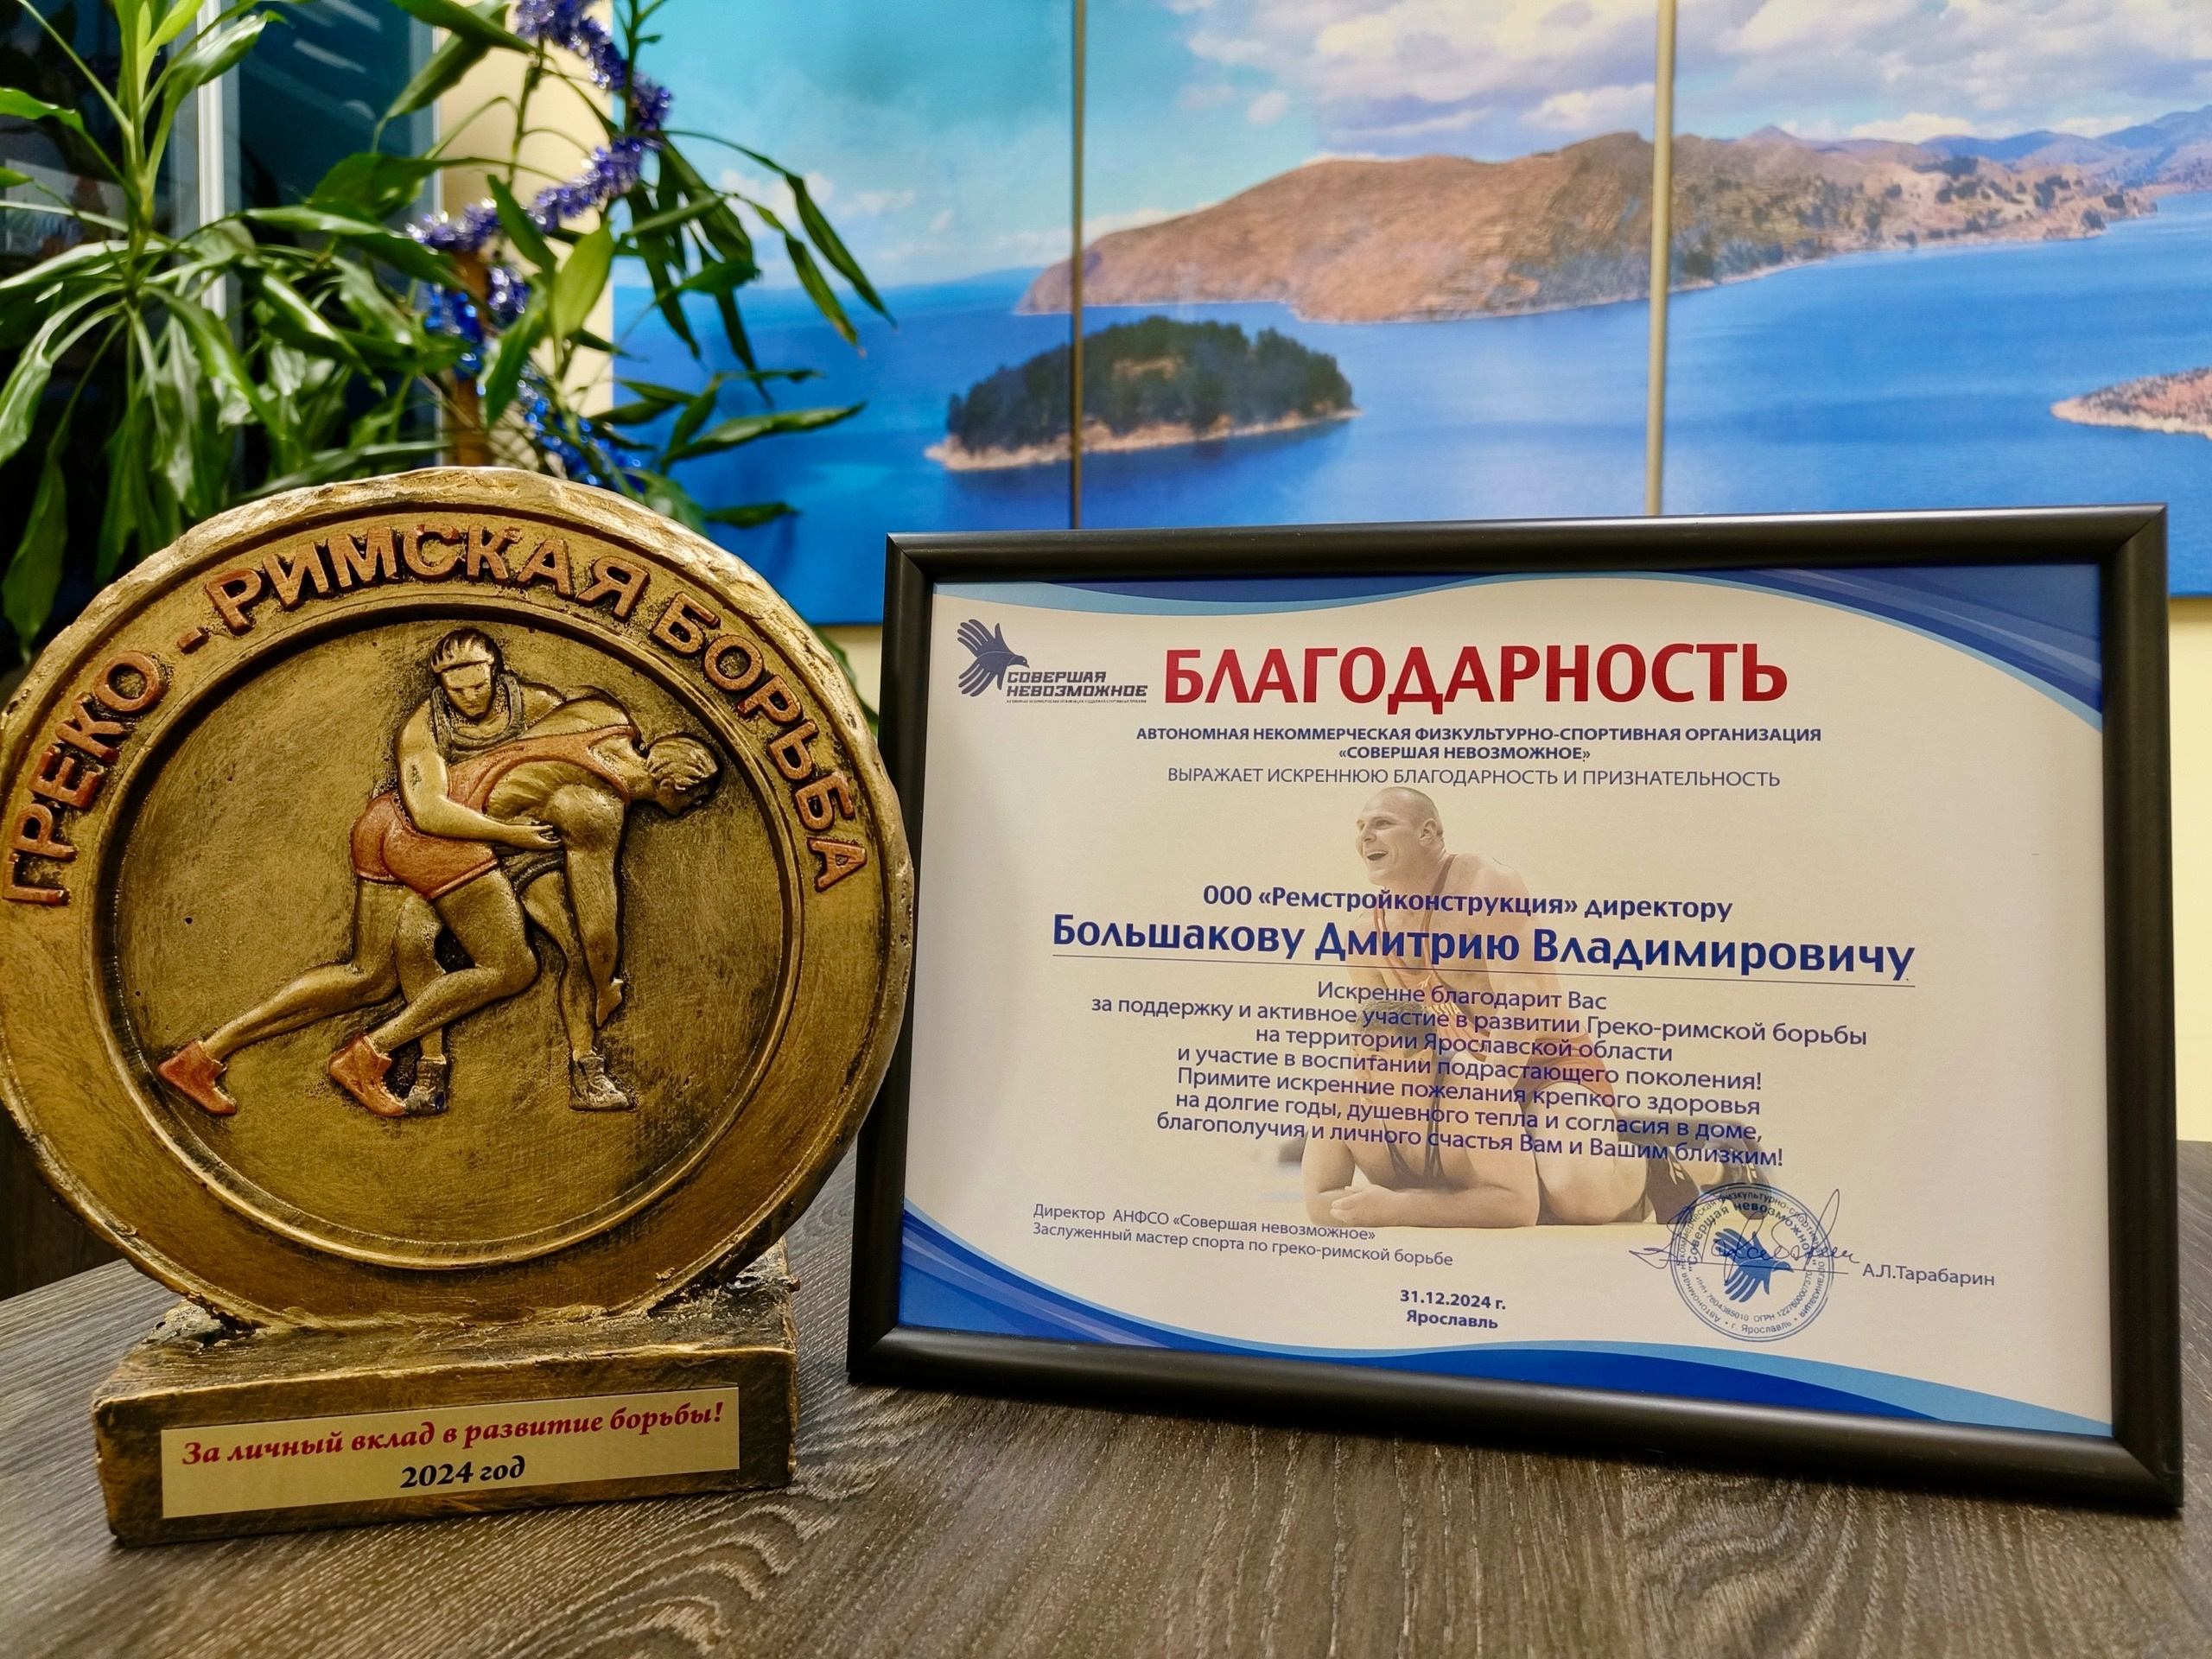 ГРЕКО - РИМСКАЯ БОРЬБА
За личный вклад в развитие борьбы!
2024 год
СОВЕРШАЯ
НЕВОЗМОЖНОЕ
БЛАГОДАРНОСТЬ
АВТОНОМНАЯ НЕКОММЕРЧЕСКАЯ ФИЗКУЛЬТУРНО-СПОРТИВНАЯ ОРГАНИЗАЦИЯ
«СОВЕРШАЯ НЕВОЗМОЖНОЕ»
ВЫРАЖАЕТ ИСКРЕННЮЮ БЛАГОДАРНОСТЬ И ПРИЗНАТЕЛЬНОСТЬ
ООО «Ремстройконструкция» директору
Большакову Дмитрию Владимировичу
Искренне благодарит Вас
за поддержку и активное участие в развитии Греко-римской борьбы
на территории Ярославской области
и участие в воспитании подрастающего поколения!
Примите искренние пожелания крепкого здоровья
на долгие годы, душевного тепла и согласия в доме,
благополучия и личного счастья Вам и Вашим близким!
Директор АНФСО «Совершая невозможное»
Заслуженный мастер спорта по греко-римской борьбе
А.Л.Тарабарин
31.12.2024 г.
Ярославль
"Совершая невозможное"
г. Ярославль